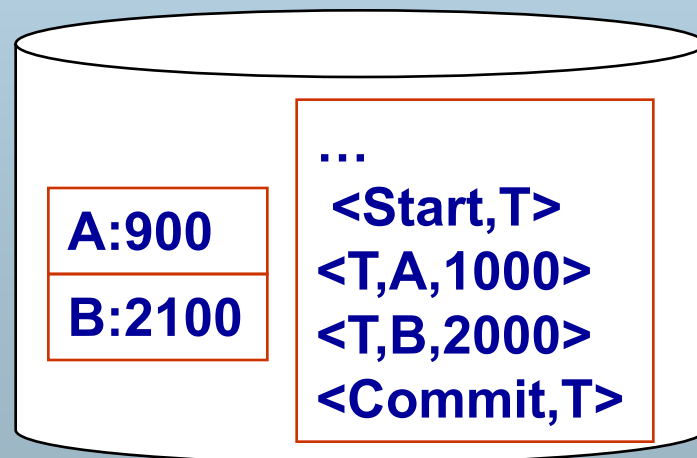 A:900
B:2100
…
<Start,T>
<T,A,1000>
<T,B,2000>
<Commit,T>